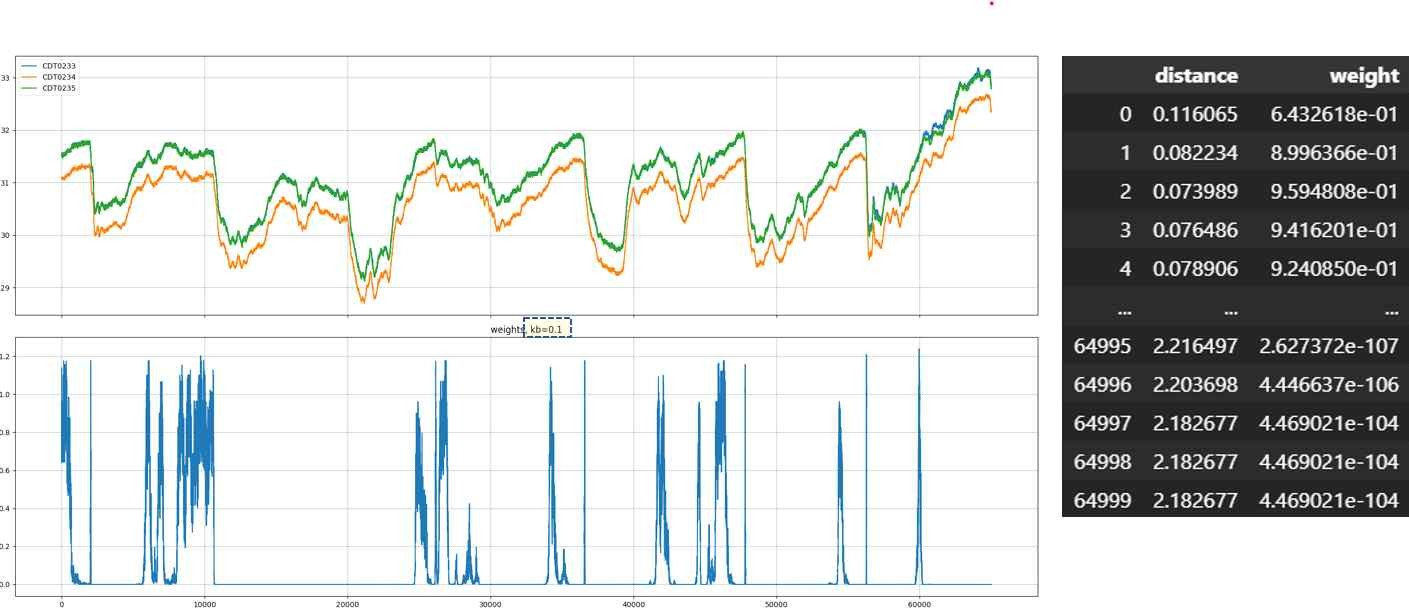 CDT0233
CDT0234
CDT0235
33
32
31
30
29
weights, kb=0.1
1.2
1.0
0.8
0.6
0.4
0.2
0.0
0 10000 20000 30000 40000 50000 60000
distance weight
0 0.116065 6.432618e-01
1 0.082234 8.996366e-01
2 0.073989 9.594808e-01
3 0.076486 9.416201e-01
4 0.078906 9.240850e-01
... ... ...
64995 2.216497 2.627372e-107
64996 2.203698 4.446637e-106
64997 2.182677 4.469021e-104
64998 2.182677 4.469021e-104
64999 2.182677 4.469021e-104